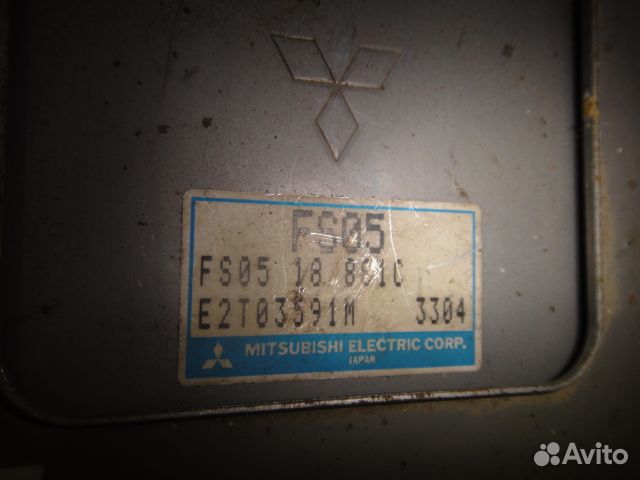 FS05
FS05 18 881C
E2T03591M 3304
MITSUBISHI ELECTRIC CORP.
JAPAN
Avito